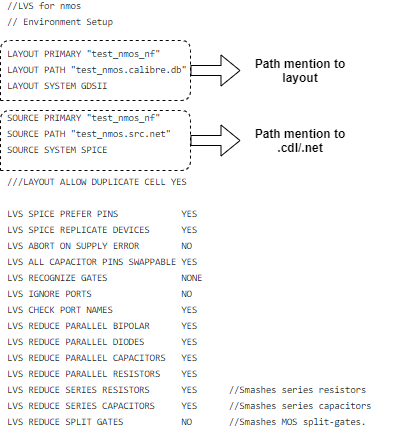 //LVS for nmos
// Environment Setup
LAYOUT PRIMARY "test_nmos_nf"
LAYOUT PATH "test_nmos.calibre.db"
LAYOUT SYSTEM GDSII
Path mention to
layout
SOURCE PRIMARY "test_nmos_nf"
SOURCE PATH "test_nmos.src.net"
SOURCE SYSTEM SPICE
Path mention to
.cdl/.net
///LAYOUT ALLOW DUPLICATE CELL YES
LVS SPICE PREFER PINS YES
LVS SPICE REPLICATE DEVICES YES
LVS ABORT ON SUPPLY ERROR NO
LVS ALL CAPACITOR PINS SWAPPABLE YES
LVS RECOGNIZE GATES NONE
LVS IGNORE PORTS NO
LVS CHECK PORT NAMES YES
LVS REDUCE PARALLEL BIPOLAR YES
LVS REDUCE PARALLEL DIODES YES
LVS REDUCE PARALLEL CAPACITORS YES
LVS REDUCE PARALLEL RESISTORS YES
LVS REDUCE SERIES RESISTORS YES //Smashes series resistors
LVS REDUCE SERIES CAPACITORS YES //Smashes series capacitors
LVS REDUCE SPLIT GATES NO //Smashes MOS split-gates.